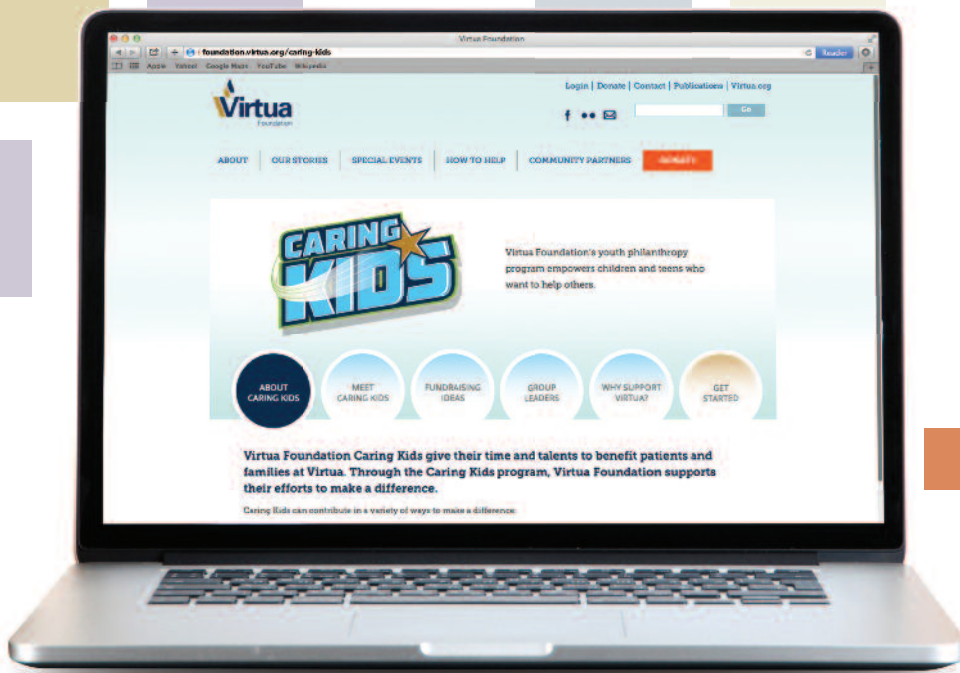 Virtua Foundation
foundation.virtua.org/caring-kids
Reader
Apple Yahoo! Google Maps YouTube Wikipedia
Login | Donate | Contact | Publications | Virtua.org
Virtua
Foundation
Go
ABOUT OUR STORIES SPECIAL EVENTS HOW TO HELP COMMUNITY PARTNERS DONATE
CARING
KIDS
Virtua Foundation's youth philanthropy
program empowers children and teens who
want to help others.
ABOUT
CARING KIDS
MEET
CARING KIDS
FUNDRAISING
IDEAS
GROUP
LEADERS
WHY SUPPORT
VIRTUA?
GET
STARTED
Virtua Foundation Caring Kids give their time and talents to benefit patients and
families at Virtua. Through the Caring Kids program, Virtua Foundation supports
their efforts to make a difference.
Caring Kids can contribute in a variety of ways to make a difference: